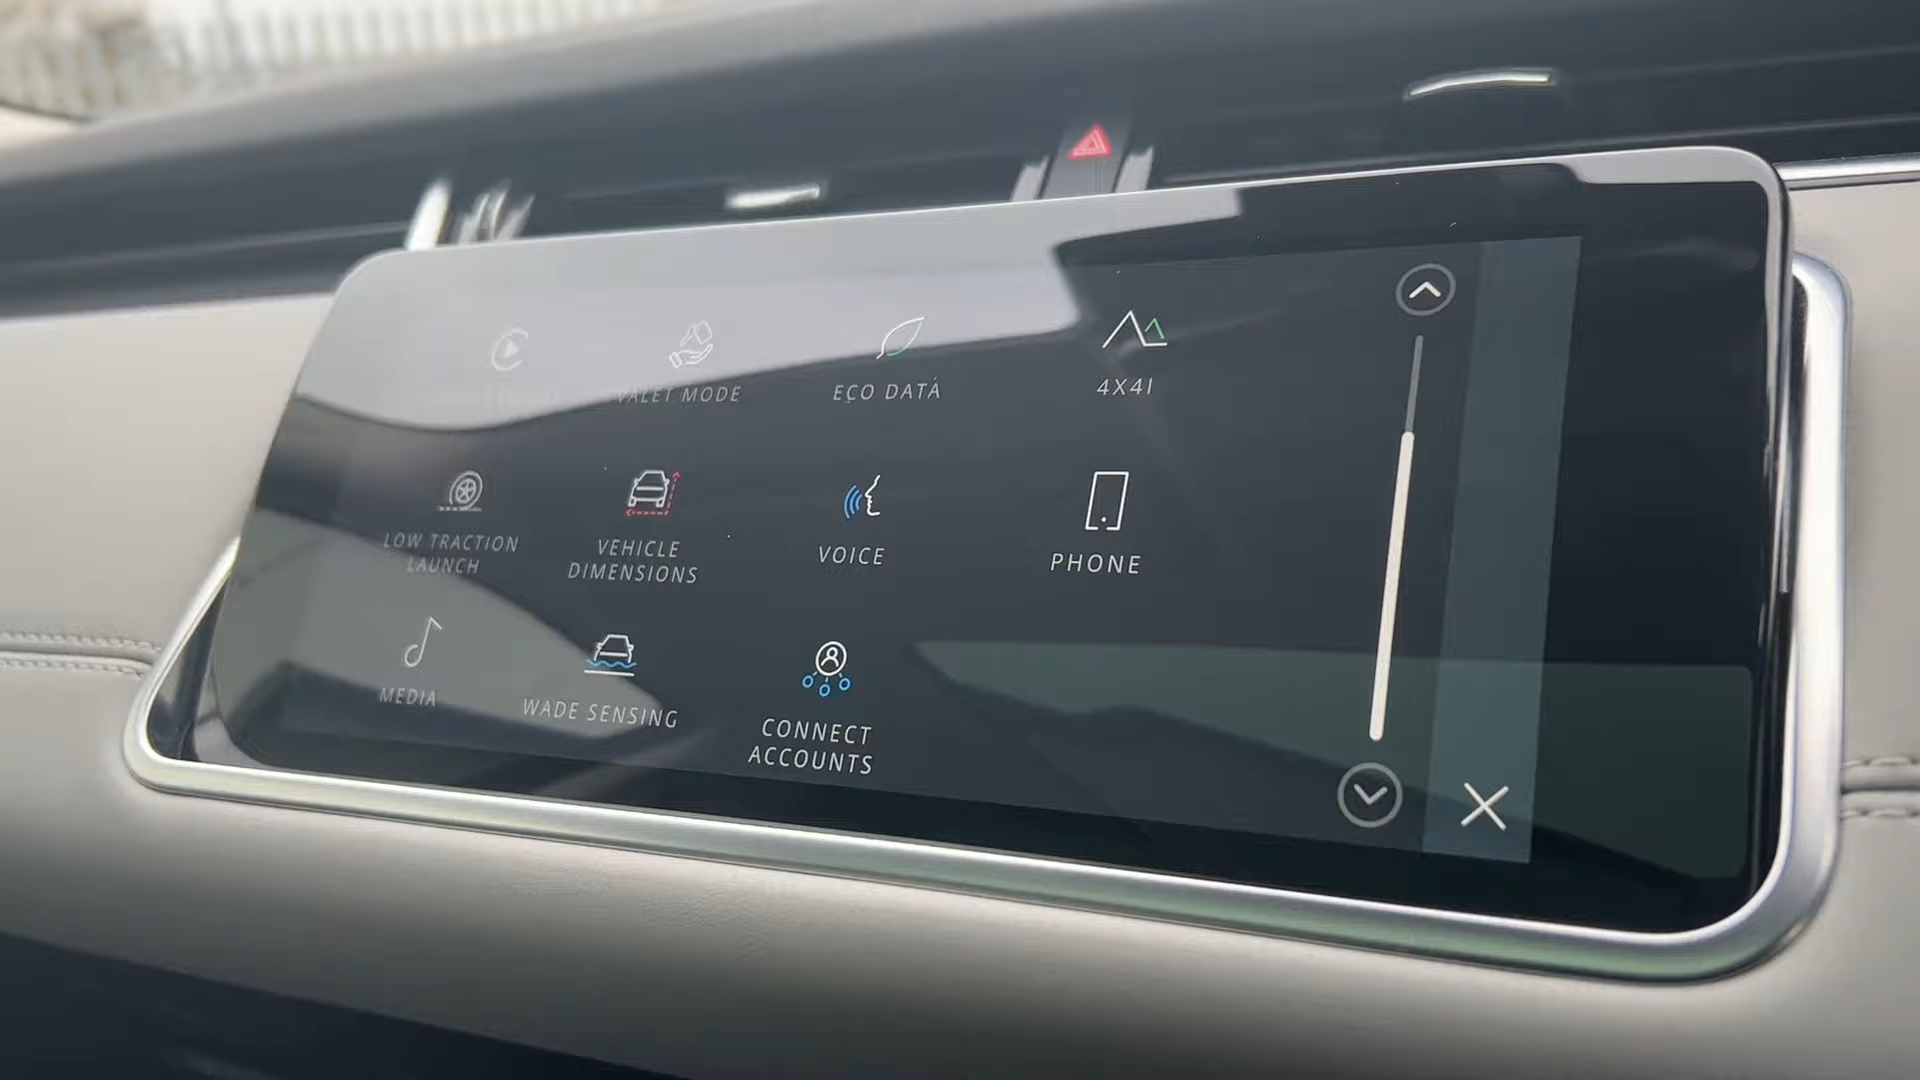 VALET MODE
ECO DATA
4X4I
LOW TRACTION
LAUNCH
VEHICLE
DIMENSIONS
VOICE
PHONE
MEDIA
WADE SENSING
CONNECT
ACCOUNTS